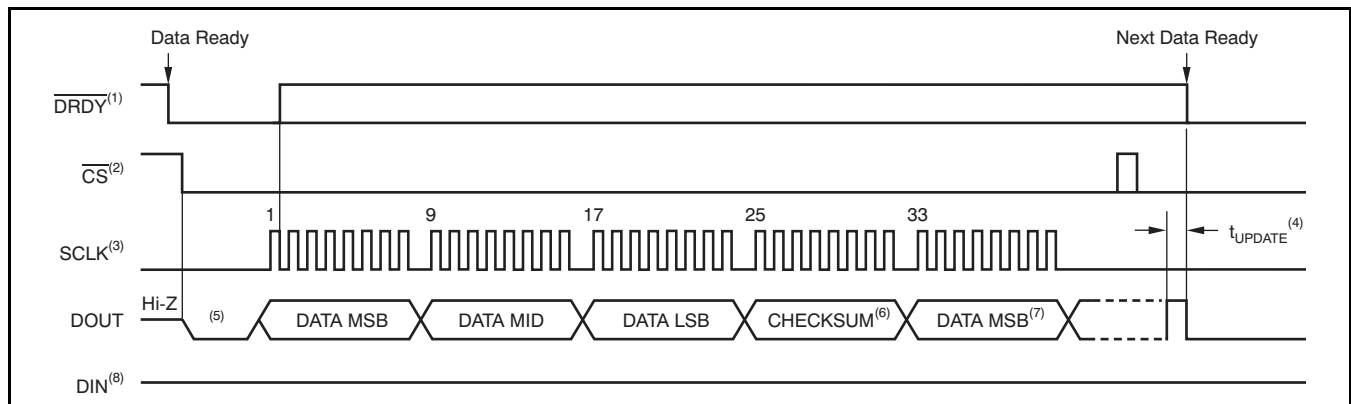 Data Ready
Next Data Ready
DRDY(1)
CS(2)
1
9
17
25
33
SCLK(3)
tUPDATE(4)
Hi-Z
DOUT
(5)
DATA MSB
DATA MID
DATA LSB
CHECKSUM(6)
DATA MSB(7)
DIN(8)